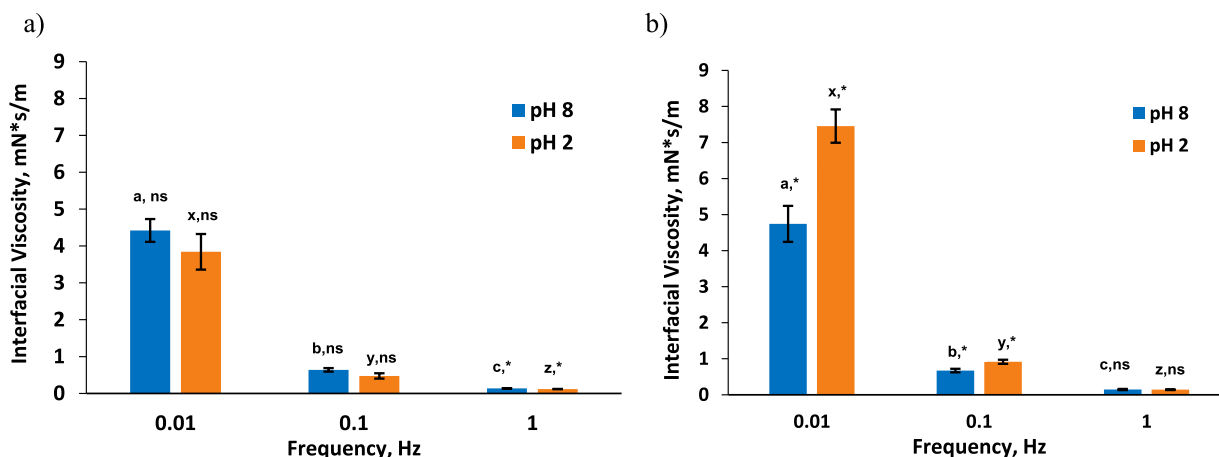 a)
Interfacial Viscosity, mN*s/m
9
8
7
6
5
4
3
2
1
0
pH 8
pH 2
a, ns
x,ns
b,ns
y,ns
c,*
z,*
0.01
0.1
1
Frequency, Hz
b)
Interfacial Viscosity, mN*s/m
9
8
7
6
5
4
3
2
1
0
pH 8
pH 2
a,*
x,*
b,*
y,*
c,ns
z,ns
0.01
0.1
1
Frequency, Hz